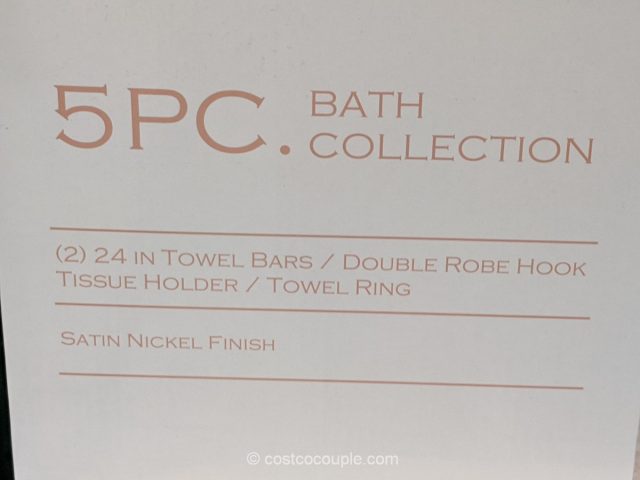 5PC. BATH
COLLECTION
(2) 24 IN TOWEL BARS / DOUBLE ROBE HOOK
TISSUE HOLDER / TOWEL RING
SATIN NICKEL FINISH
© costcocouple.com